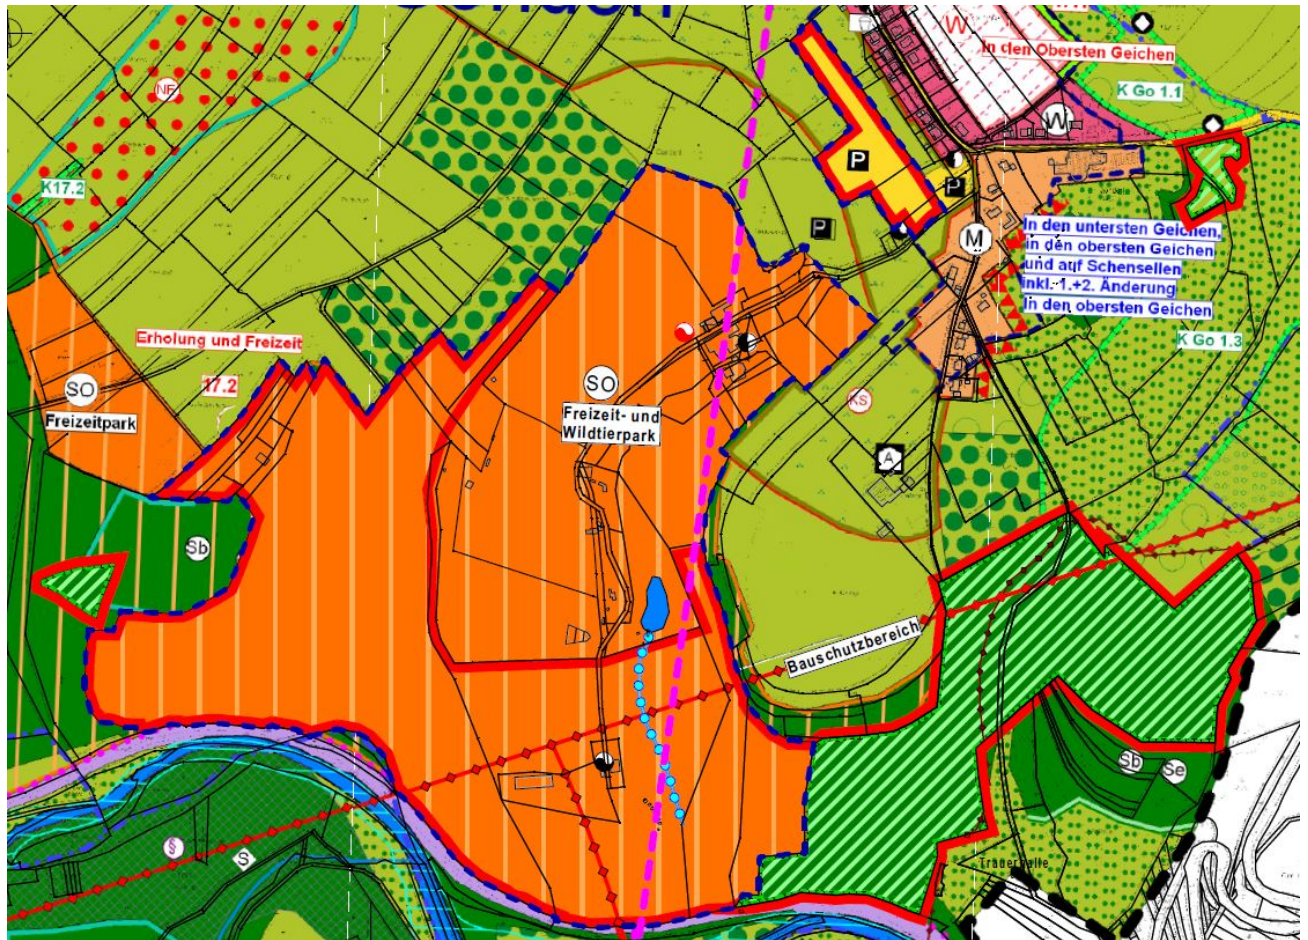 W
In den Obersten Geichen
NF
K Go 1.1
W
P
P
K17.2
P
In den untersten Geichen,
in den obersten Geichen
und auf Schensellen
inkl. 1.+2. Änderung
in den obersten Geichen
M
Erholung und Freizeit
K Go 1.3
17.2
SO
Freizeitpark
SO
Freizeit- und
Wildtierpark
KS
A
Sb
Bauschutzbereich
Sb
Se
§
S
Trauerhalle